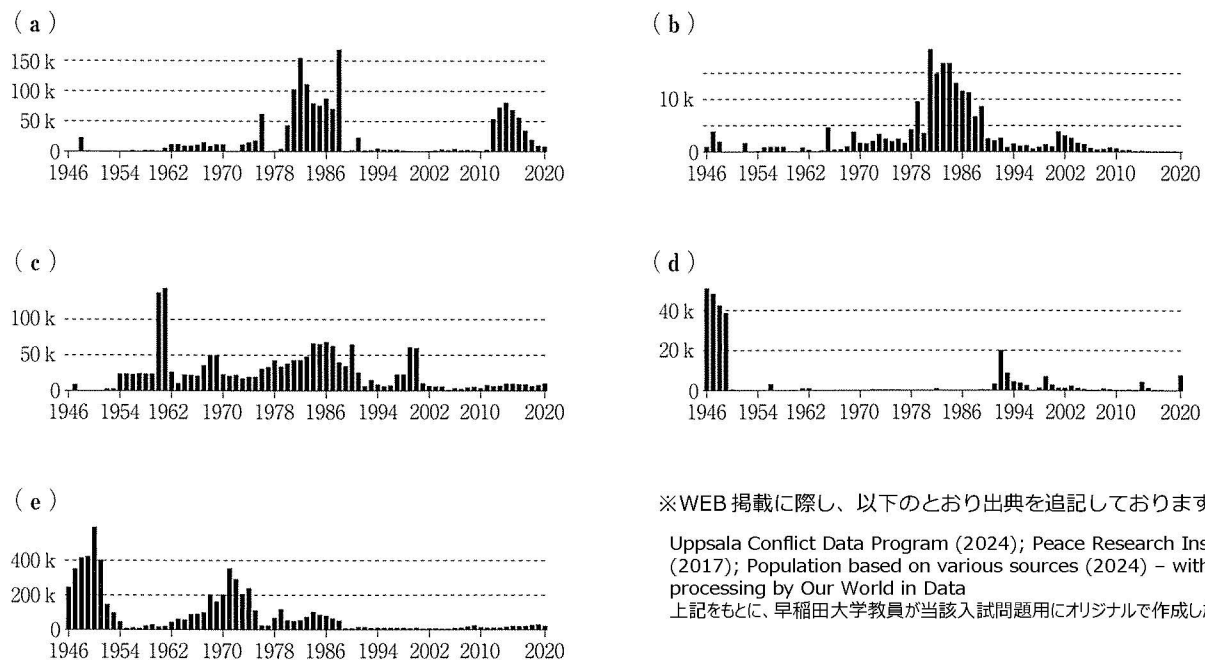 (a)
150 k
100 k
50 k
0
1946 1954 1962 1970 1978 1986 1994 2002 2010 2020
(b)
10 k
0
1946 1954 1962 1970 1978 1986 1994 2002 2010 2020
(c)
100 k
50 k
0
1946 1954 1962 1970 1978 1986 1994 2002 2010 2020
(d)
40 k
20 k
0
1946 1954 1962 1970 1978 1986 1994 2002 2010 2020
(e)
400 k
200 k
0
1946 1954 1962 1970 1978 1986 1994 2002 2010 2020
※WEB 掲載に際し、以下のとおり出典を追記しております
Uppsala Conflict Data Program (2024); Peace Research Ins
(2017); Population based on various sources (2024) – with
processing by Our World in Data
上記をもとに、早稲田大学教員が当該入試問題用にオリジナルで作成し